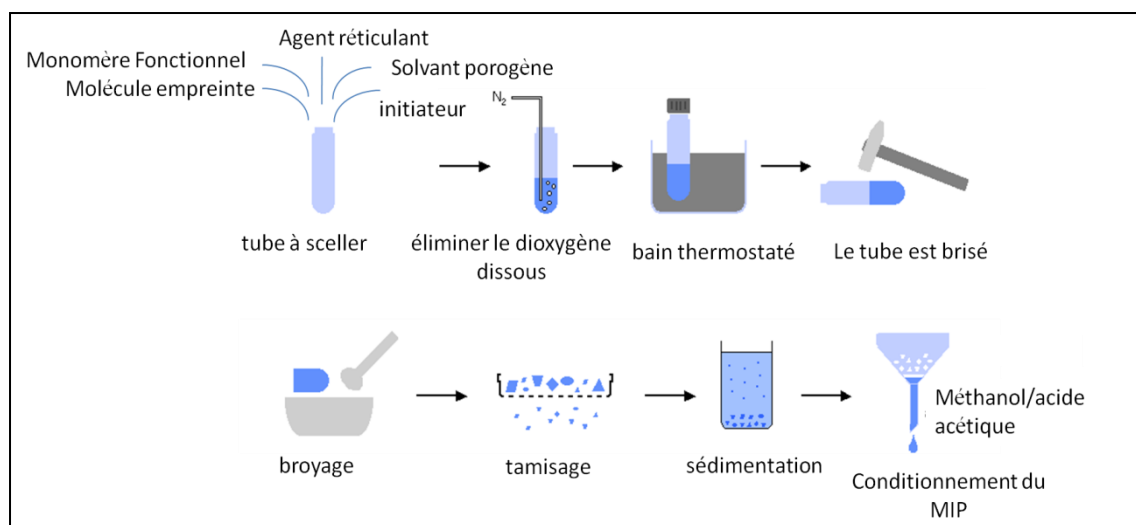 Agent réticulant
Monomère Fonctionnel
Solvant porogène
Molécule empreinte
initiateur
N₂
tube à sceller
éliminer le dioxygène
dissous
bain thermostaté
Le tube est brisé
broyage
tamisage
sédimentation
Méthanol/acide
acétique
Conditionnement du
MIP